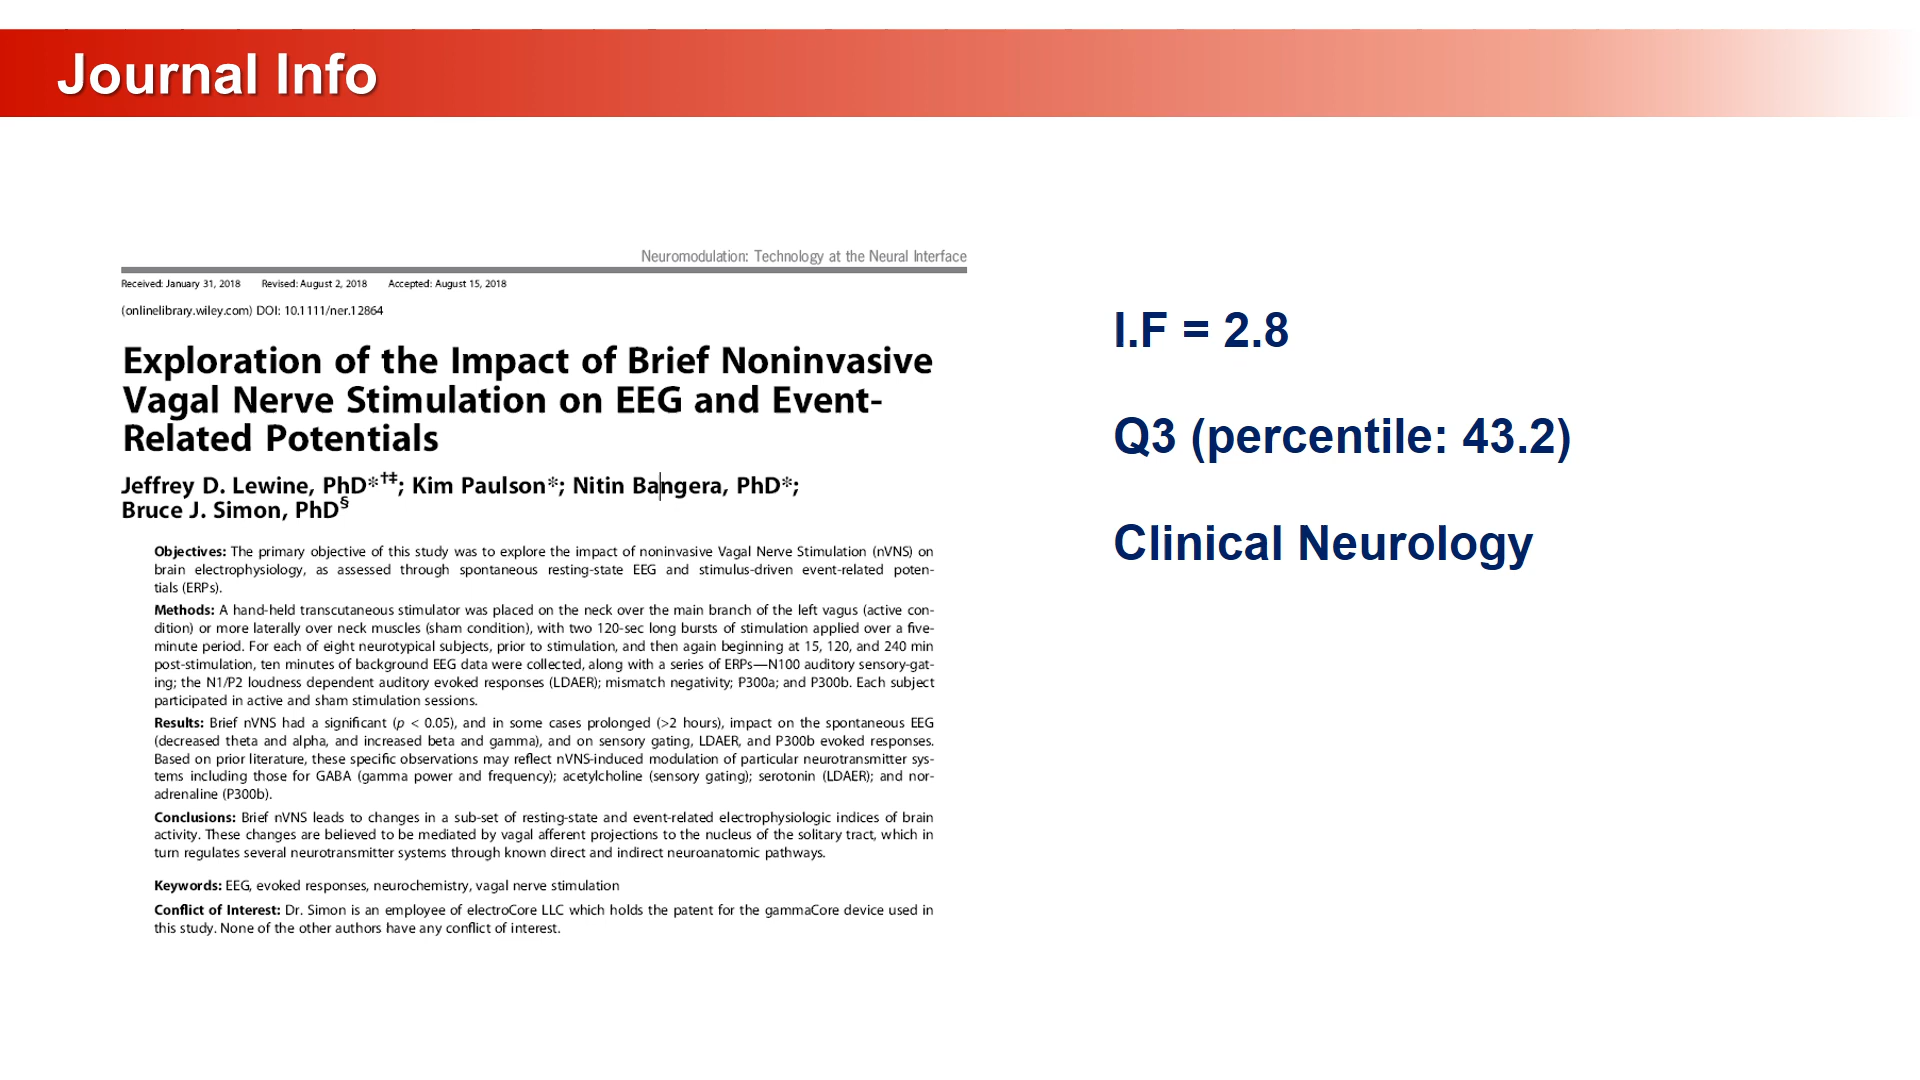 Journal Info
Neuromodulation: Technology at the Neural Interface
Received: January 31, 2018 Revised: August 2, 2018 Accepted: August 15, 2018
(onlinelibrary.wiley.com) DOI: 10.1111/ner.12864
Exploration of the Impact of Brief Noninvasive
Vagal Nerve Stimulation on EEG and Event-
Related Potentials
Jeffrey D. Lewine, PhD*†‡; Kim Paulson*; Nitin Bangera, PhD*;
Bruce J. Simon, PhD§
Objectives: The primary objective of this study was to explore the impact of noninvasive Vagal Nerve Stimulation (nVNS) on
brain electrophysiology, as assessed through spontaneous resting-state EEG and stimulus-driven event-related poten-
tials (ERPs).
Methods: A hand-held transcutaneous stimulator was placed on the neck over the main branch of the left vagus (active con-
dition) or more laterally over neck muscles (sham condition), with two 120-sec long bursts of stimulation applied over a five-
minute period. For each of eight neurotypical subjects, prior to stimulation, and then again beginning at 15, 120, and 240 min
post-stimulation, ten minutes of background EEG data were collected, along with a series of ERPs—N100 auditory sensory-gat-
ing; the N1/P2 loudness dependent auditory evoked responses (LDAER); mismatch negativity; P300a; and P300b. Each subject
participated in active and sham stimulation sessions.
Results: Brief nVNS had a significant (p < 0.05), and in some cases prolonged (>2 hours), impact on the spontaneous EEG
(decreased theta and alpha, and increased beta and gamma), and on sensory gating, LDAER, and P300b evoked responses.
Based on prior literature, these specific observations may reflect nVNS-induced modulation of particular neurotransmitter sys-
tems including those for GABA (gamma power and frequency); acetylcholine (sensory gating); serotonin (LDAER); and nor-
adrenaline (P300b).
Conclusions: Brief nVNS leads to changes in a sub-set of resting-state and event-related electrophysiologic indices of brain
activity. These changes are believed to be mediated by vagal afferent projections to the nucleus of the solitary tract, which in
turn regulates several neurotransmitter systems through known direct and indirect neuroanatomic pathways.
Keywords: EEG, evoked responses, neurochemistry, vagal nerve stimulation
Conflict of Interest: Dr. Simon is an employee of electroCore LLC which holds the patent for the gammaCore device used in
this study. None of the other authors have any conflict of interest.
I.F = 2.8
Q3 (percentile: 43.2)
Clinical Neurology